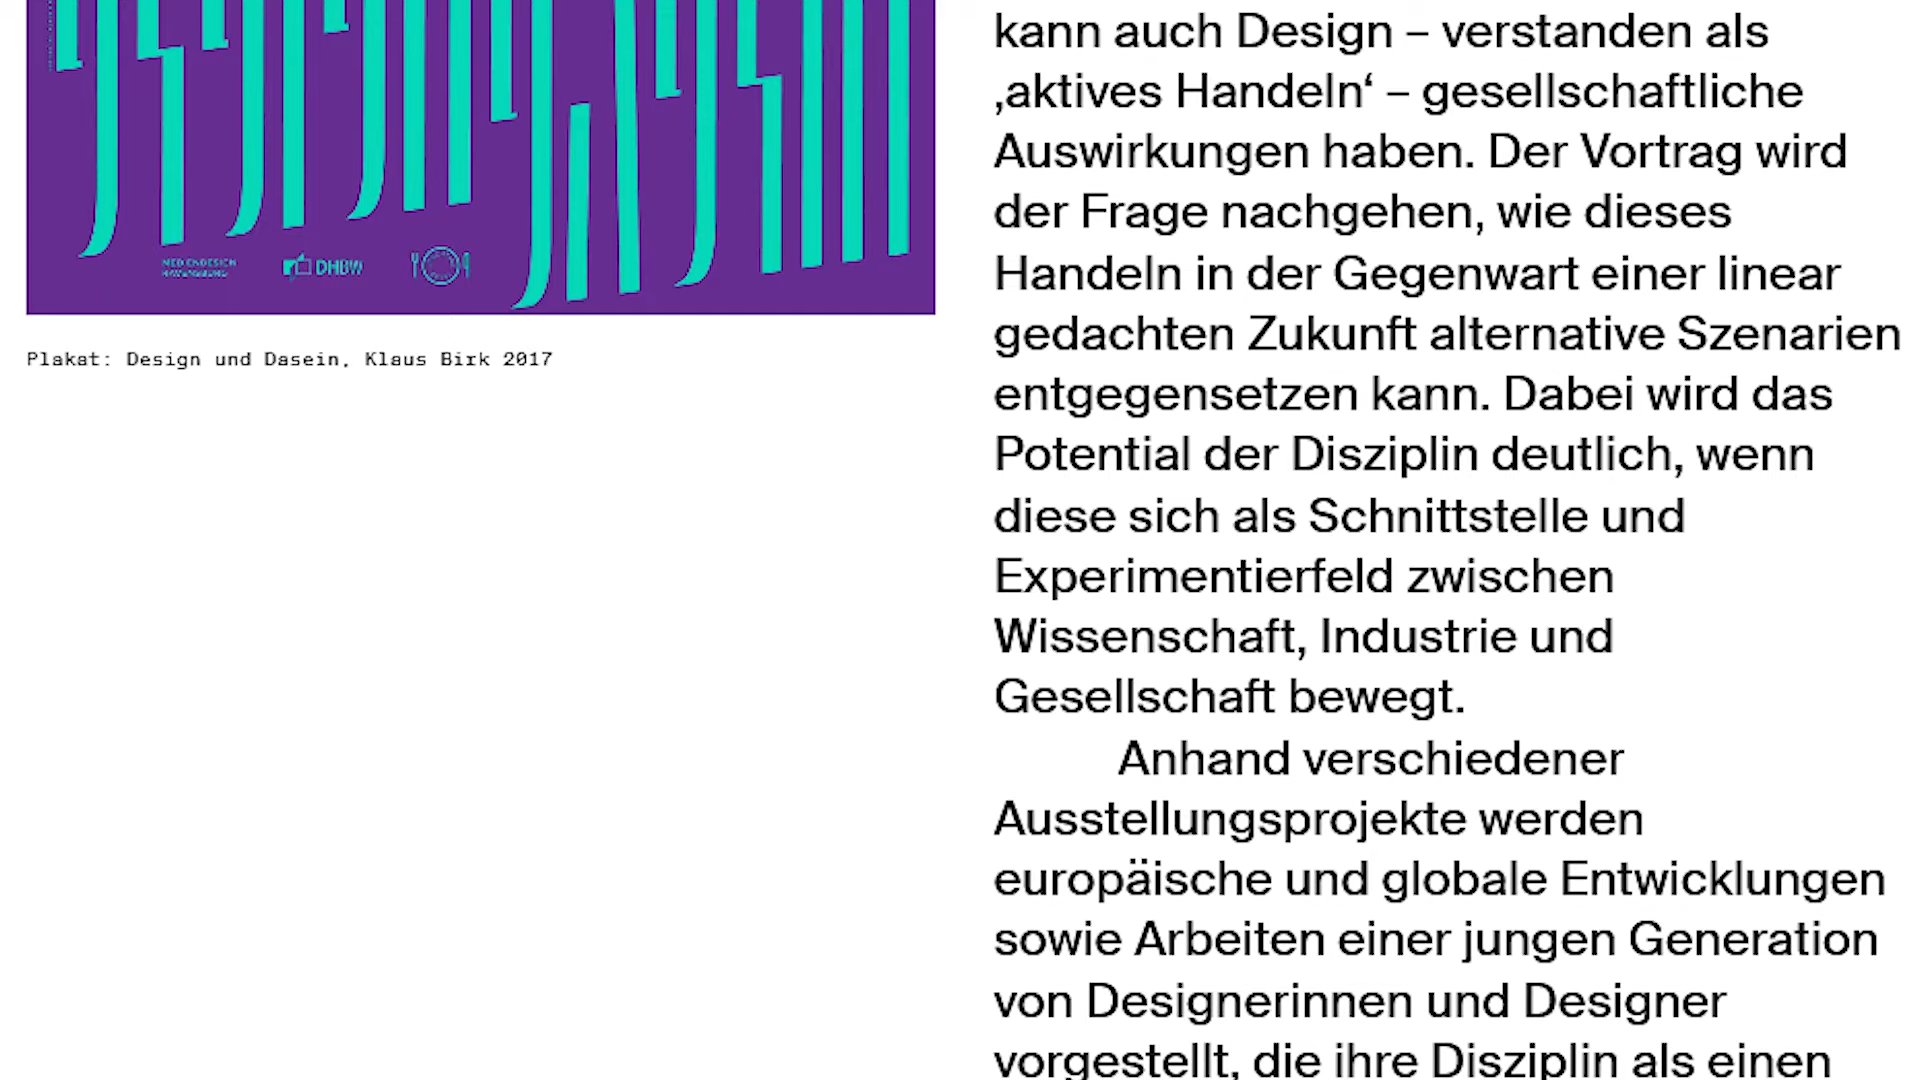 MEDIENDESIGN
RAVENSBURG
DHBW
Plakat: Design und Dasein, Klaus Birk 2017
kann auch Design – verstanden als
‚aktives Handeln‘ – gesellschaftliche
Auswirkungen haben. Der Vortrag wird
der Frage nachgehen, wie dieses
Handeln in der Gegenwart einer linear
gedachten Zukunft alternative Szenarien
entgegensetzen kann. Dabei wird das
Potential der Disziplin deutlich, wenn
diese sich als Schnittstelle und
Experimentierfeld zwischen
Wissenschaft, Industrie und
Gesellschaft bewegt.
Anhand verschiedener
Ausstellungsprojekte werden
europäische und globale Entwicklungen
sowie Arbeiten einer jungen Generation
von Designerinnen und Designer
vorgestellt, die ihre Disziplin als einen